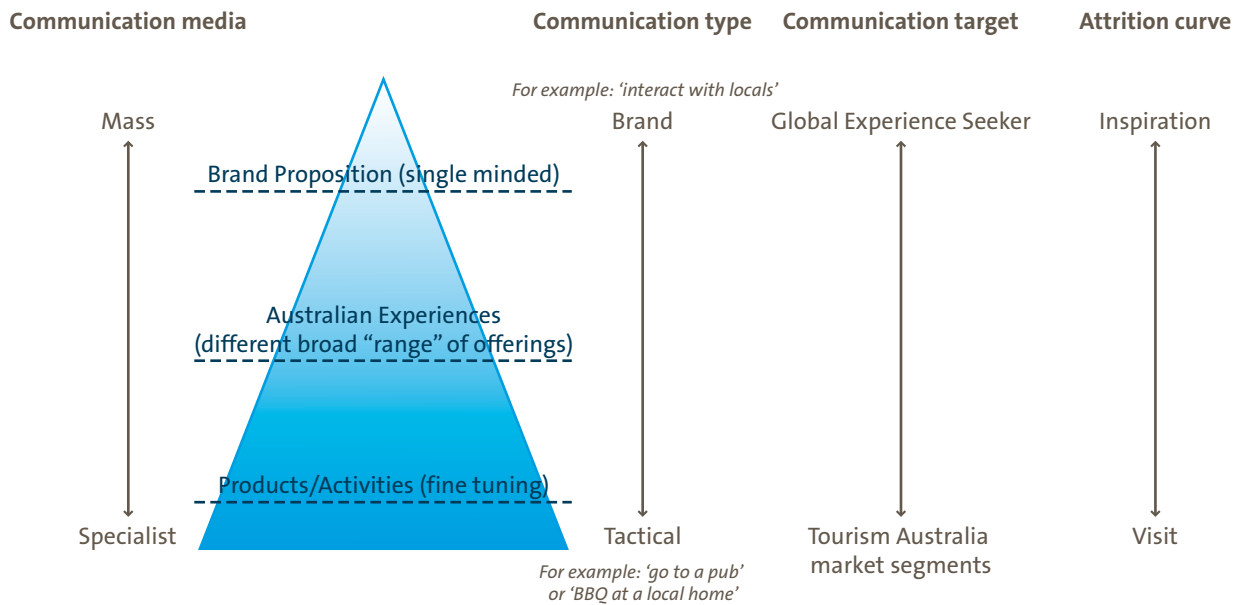 Communication media
Communication type
Communication target
Attrition curve
For example: ‘interact with locals’
Mass
Brand
Global Experience Seeker
Inspiration
Brand Proposition (single minded)
Australian Experiences
(different broad “range” of offerings)
Products/Activities (fine tuning)
Specialist
Tactical
Tourism Australia
market segments
Visit
For example: ‘go to a pub’
or ‘BBQ at a local home’